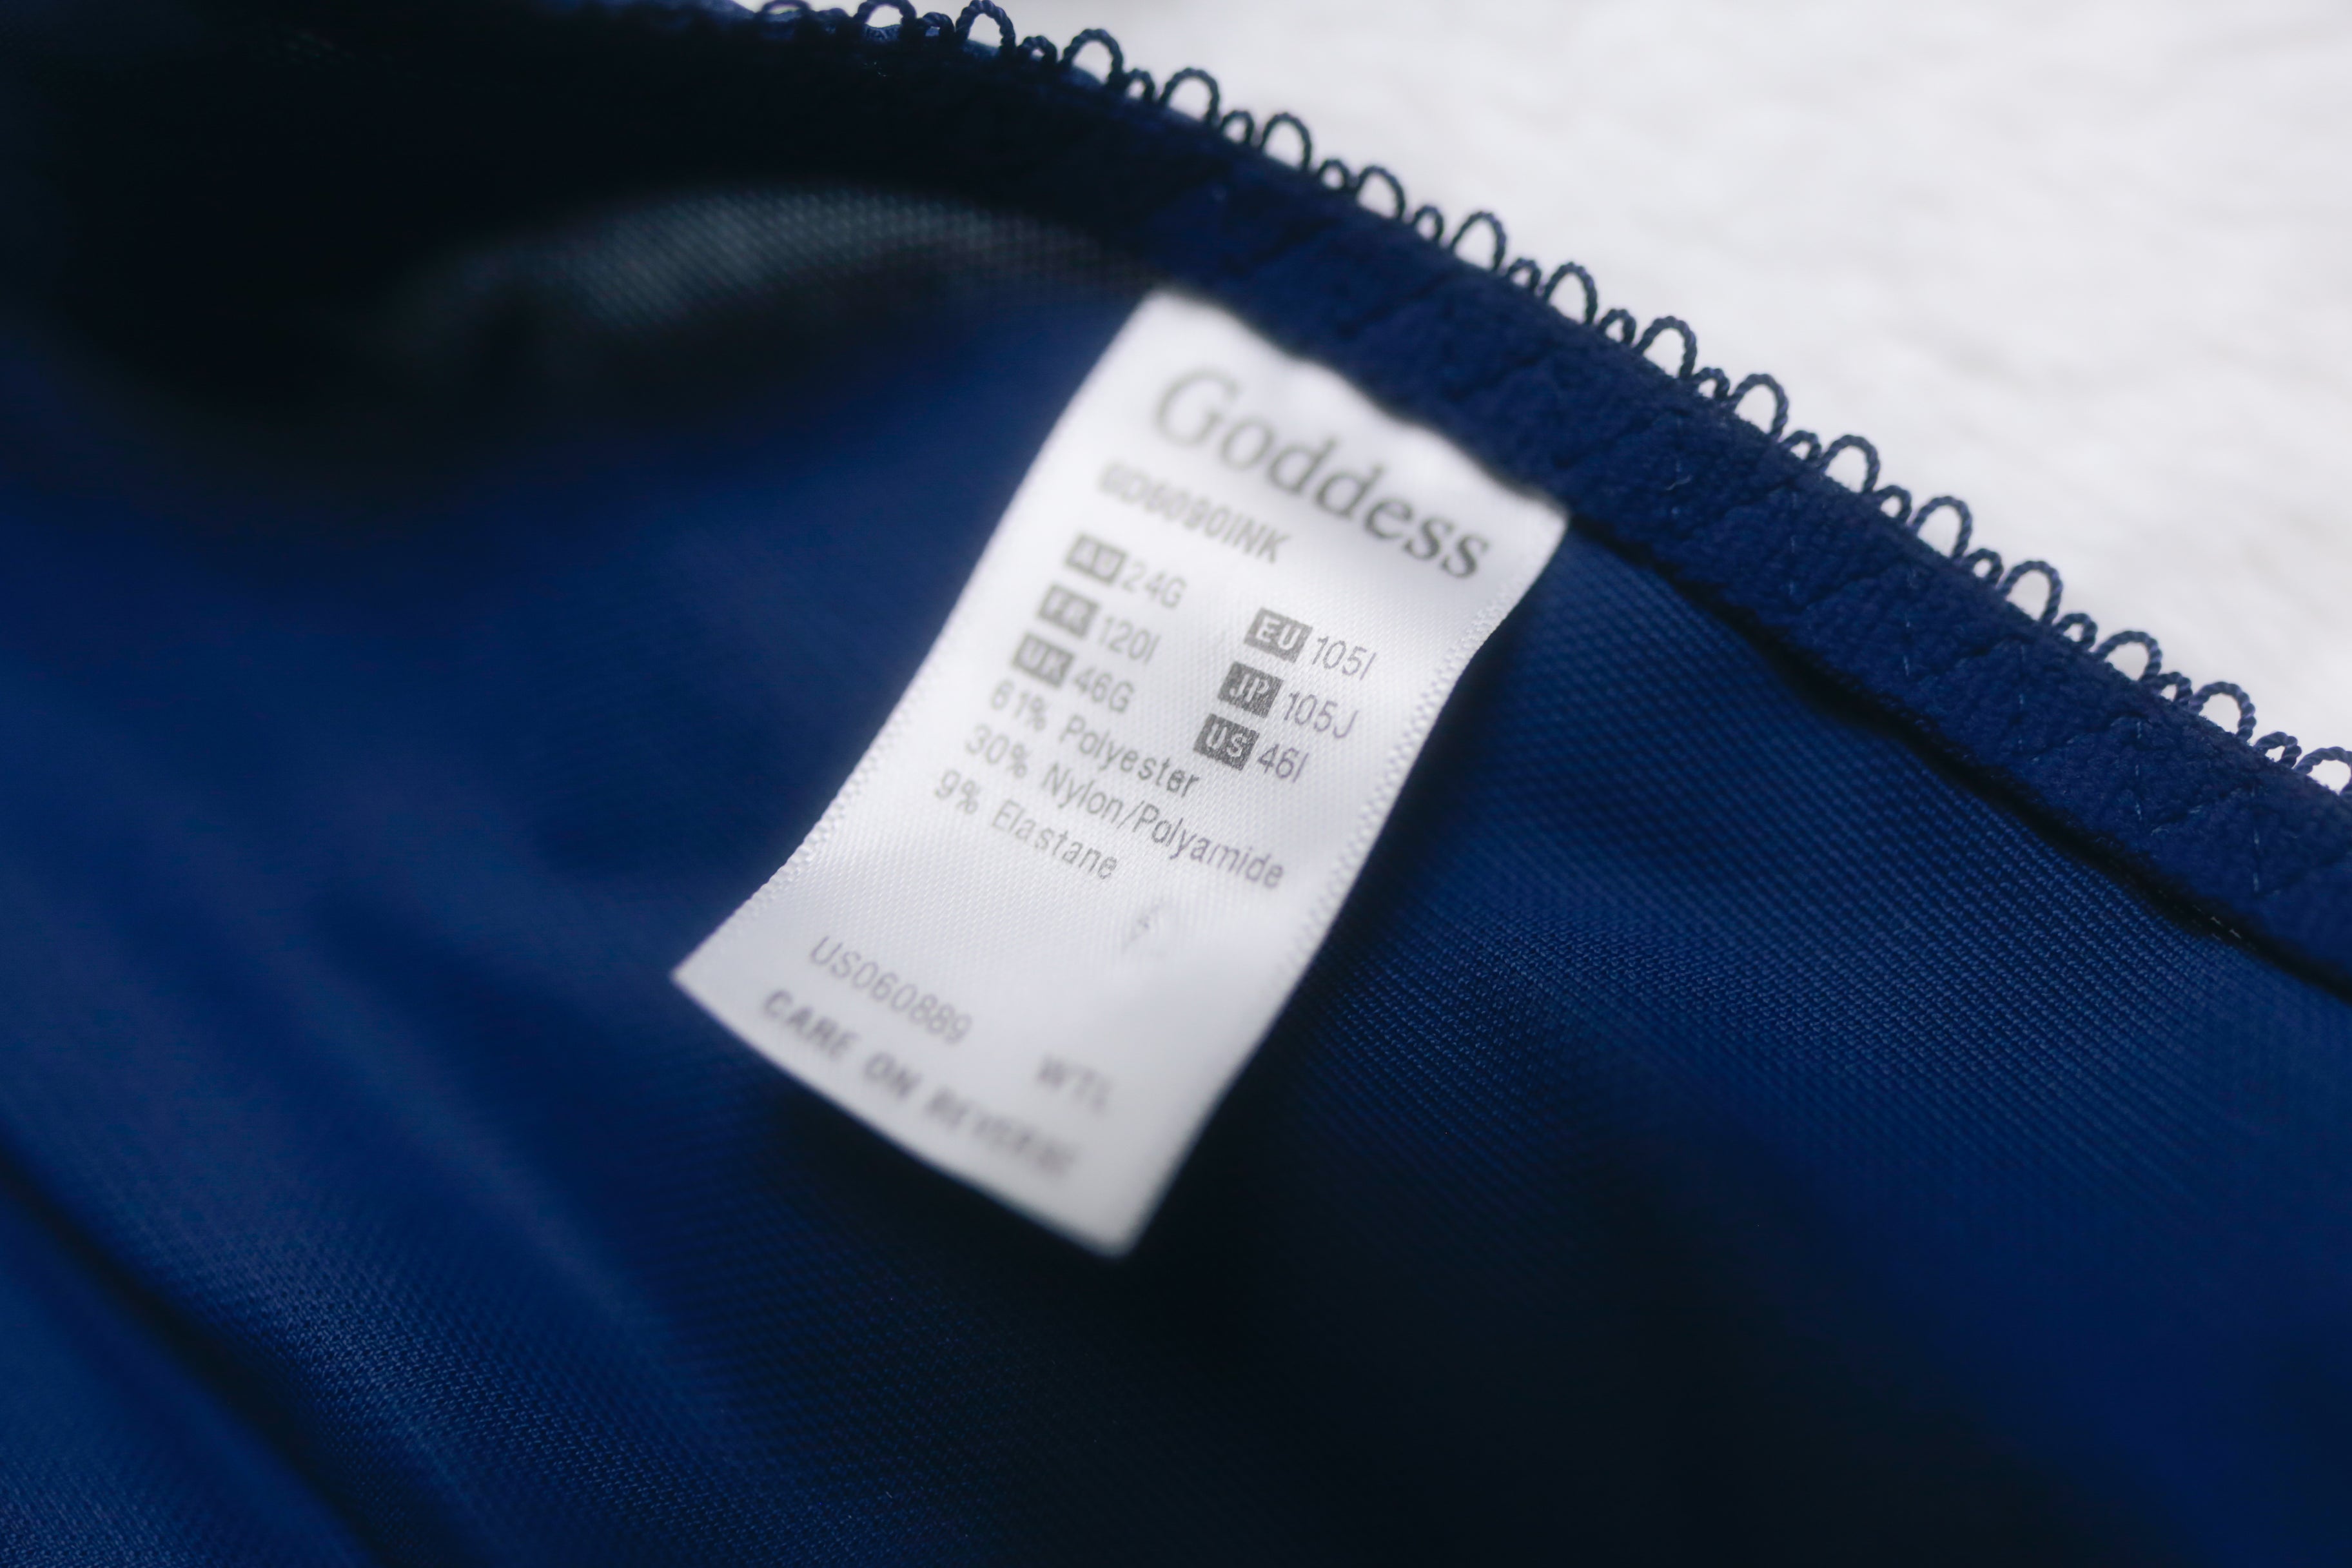 Goddess
GD6090INK
AU 24G EU 105I
FR 120I JP 105J
UK 46G US 46I
61% Polyester
30% Nylon/Polyamide
9% Elastane
US060889 WTL
CARE ON REVERSE